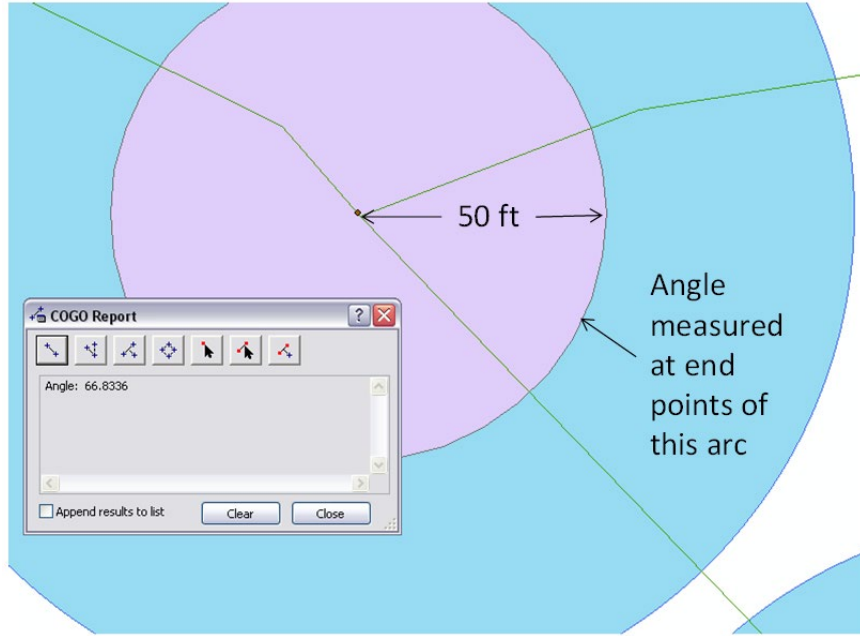 50 ft
Angle
measured
at end
points of
this arc
COGO Report
Angle: 66.8336
Append results to list
Clear
Close